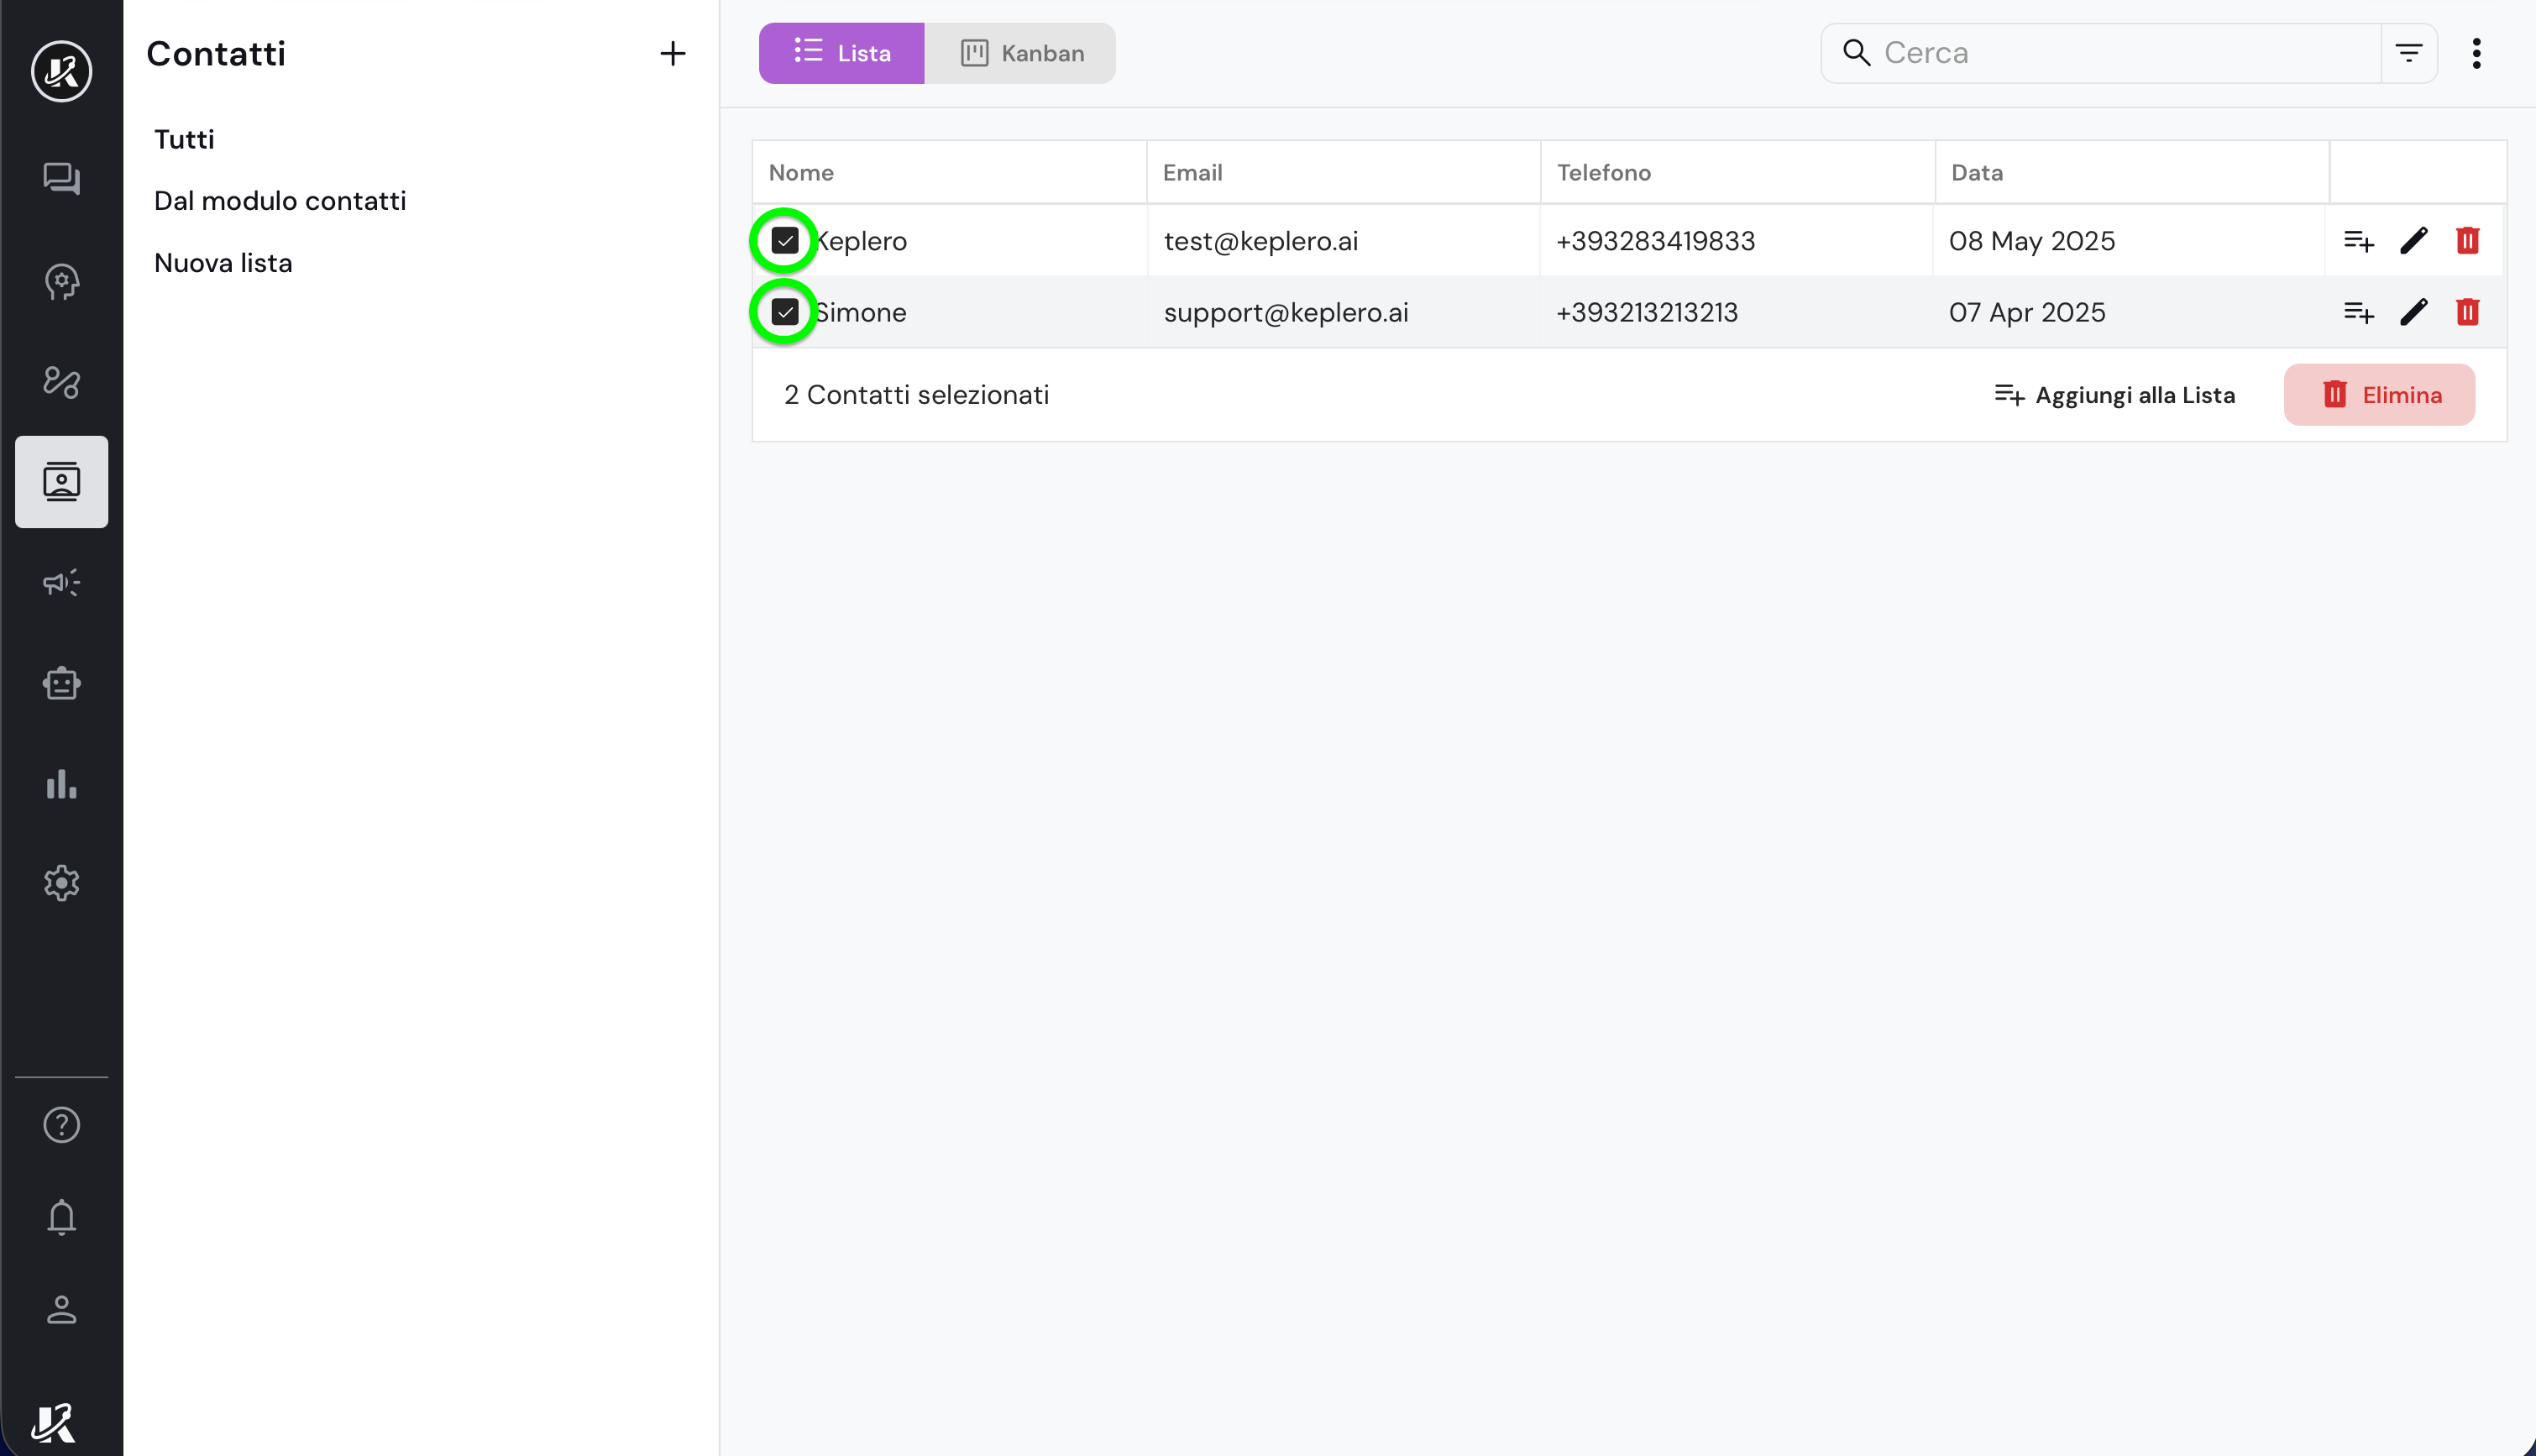 Contatti
Tutti
Dal modulo contatti
Nuova lista
Lista
Kanban
Cerca
Nome Email Telefono Data
Keplero test@keplero.ai +393283419833 08 May 2025
Simone support@keplero.ai +393213213213 07 Apr 2025
2 Contatti selezionati Aggiungi alla Lista Elimina